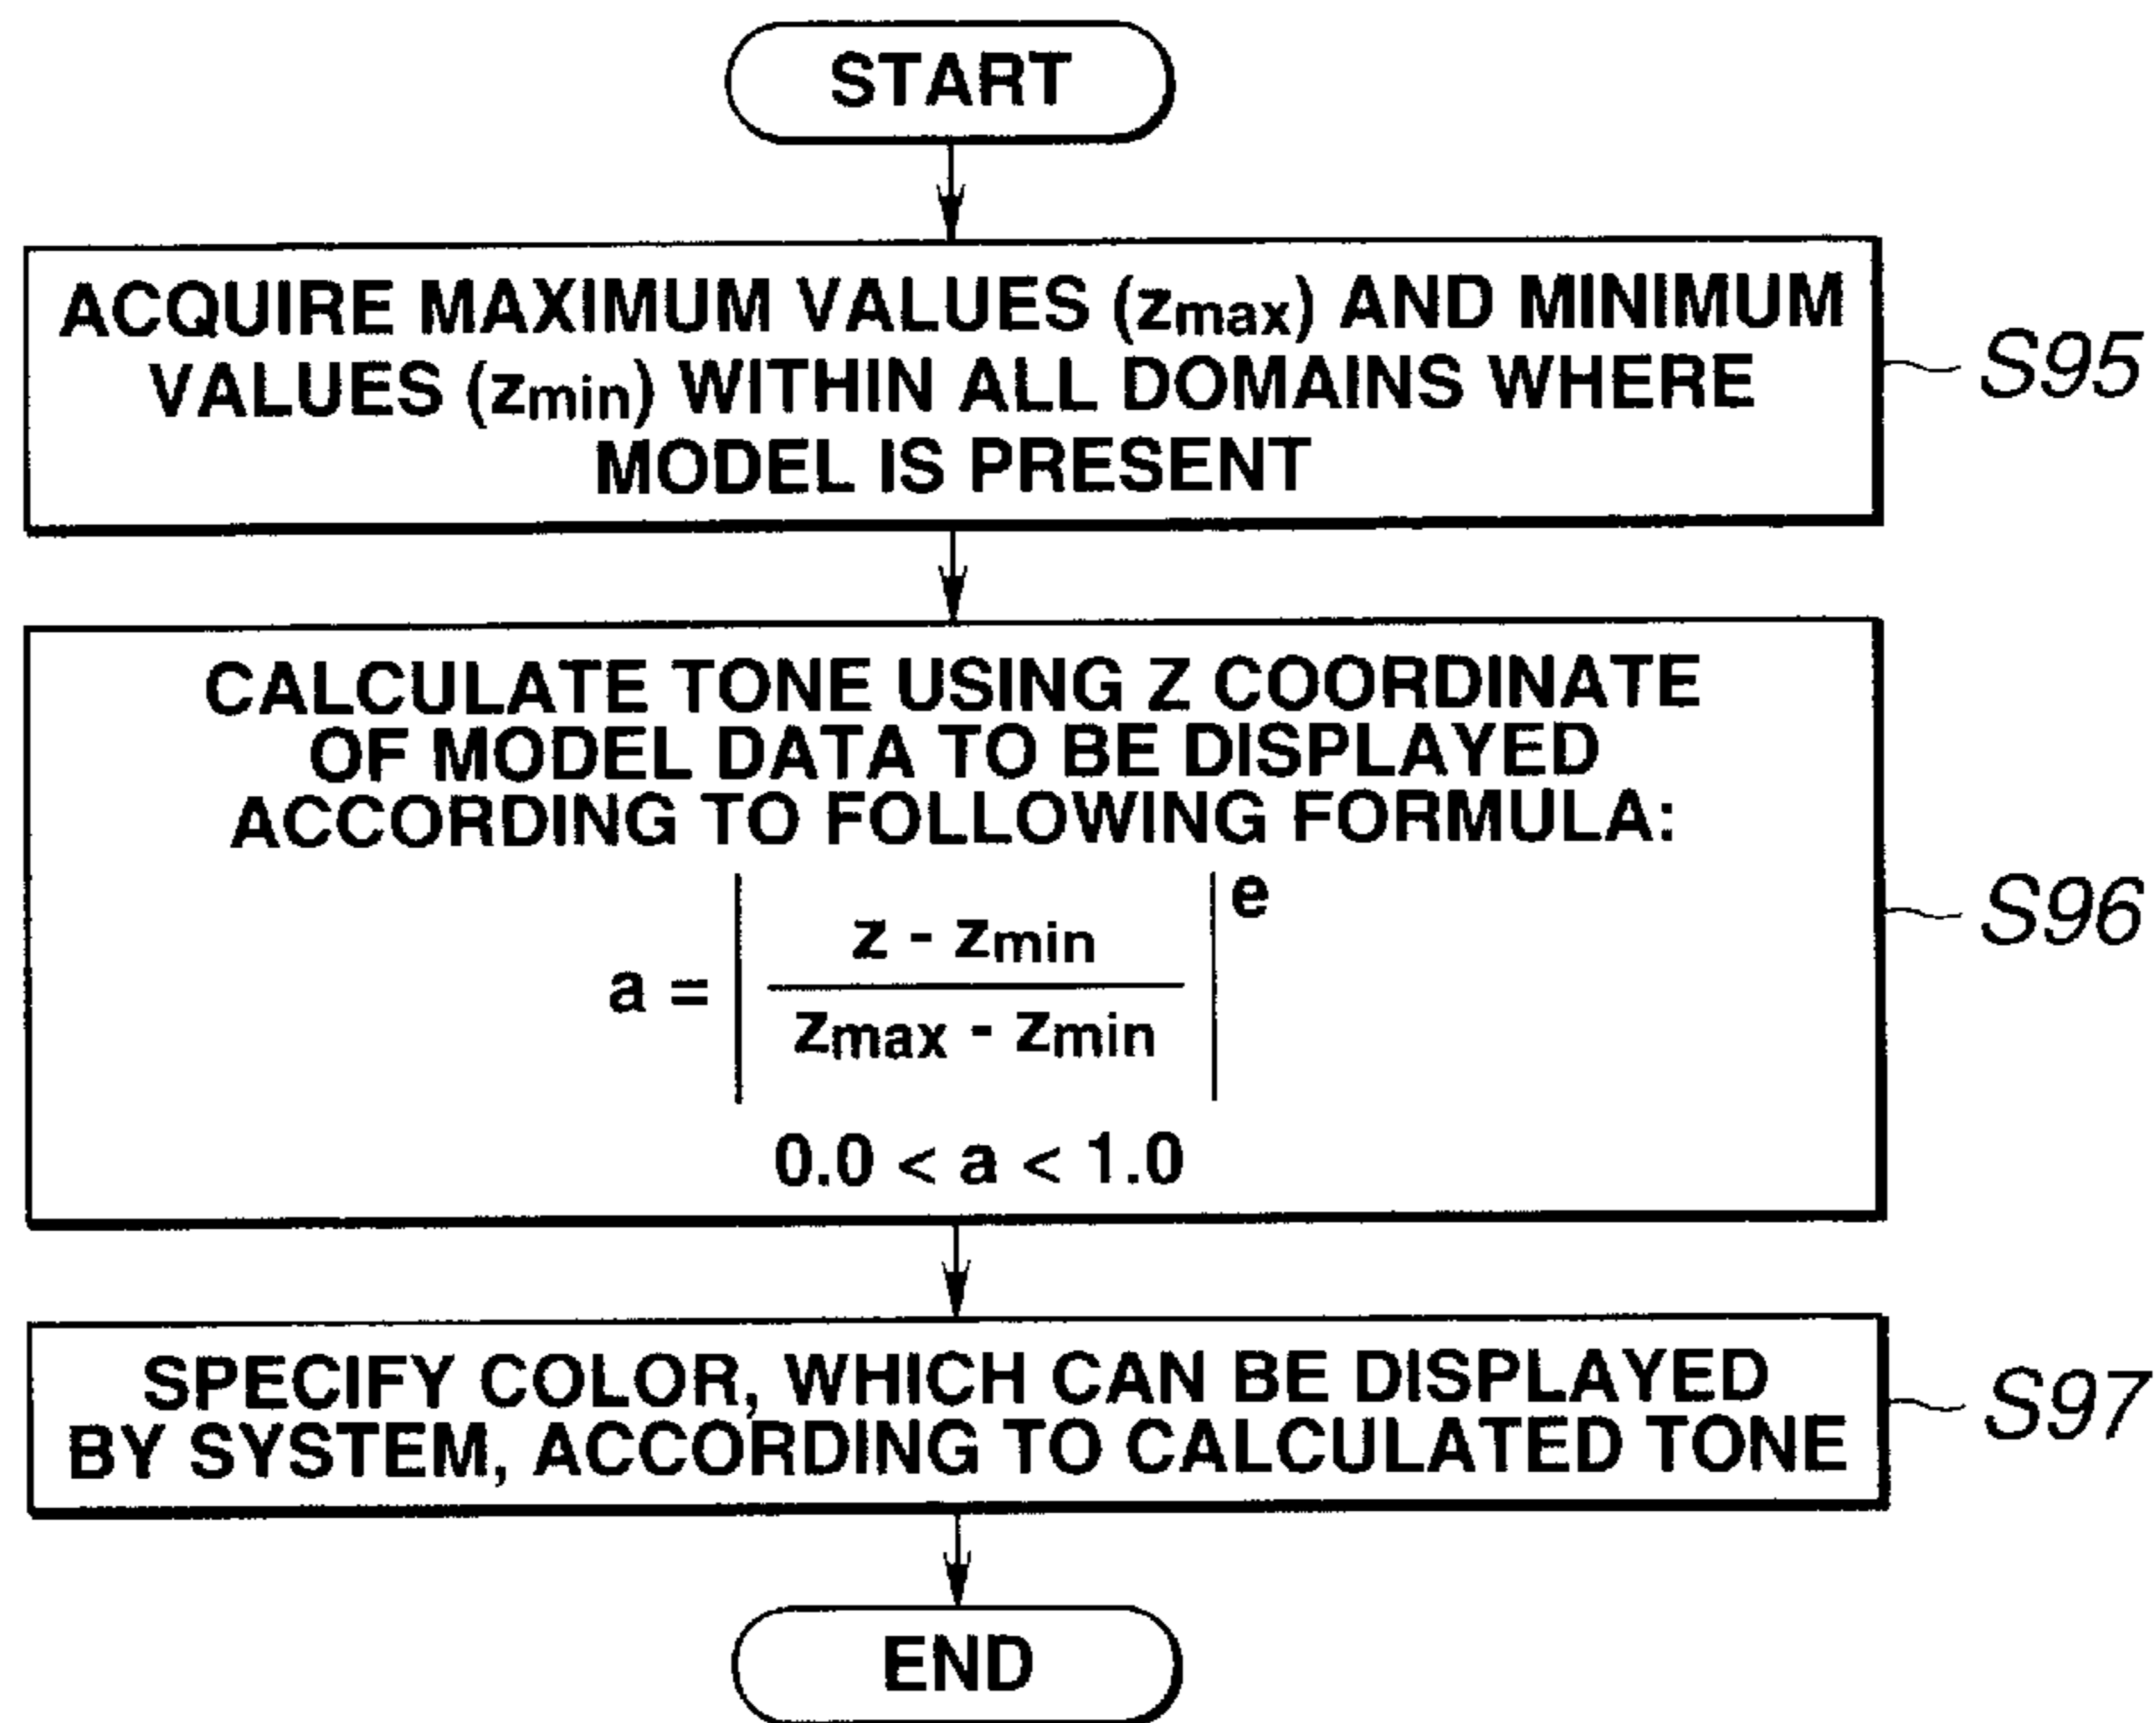 START
ACQUIRE MAXIMUM VALUES (zmax) AND MINIMUM
VALUES (zmin) WITHIN ALL DOMAINS WHERE
MODEL IS PRESENT
S95
CALCULATE TONE USING Z COORDINATE
OF MODEL DATA TO BE DISPLAYED
ACCORDING TO FOLLOWING FORMULA:
a = | z - zmin / zmax - zmin | e
0.0 < a < 1.0
S96
SPECIFY COLOR, WHICH CAN BE DISPLAYED
BY SYSTEM, ACCORDING TO CALCULATED TONE
S97
END